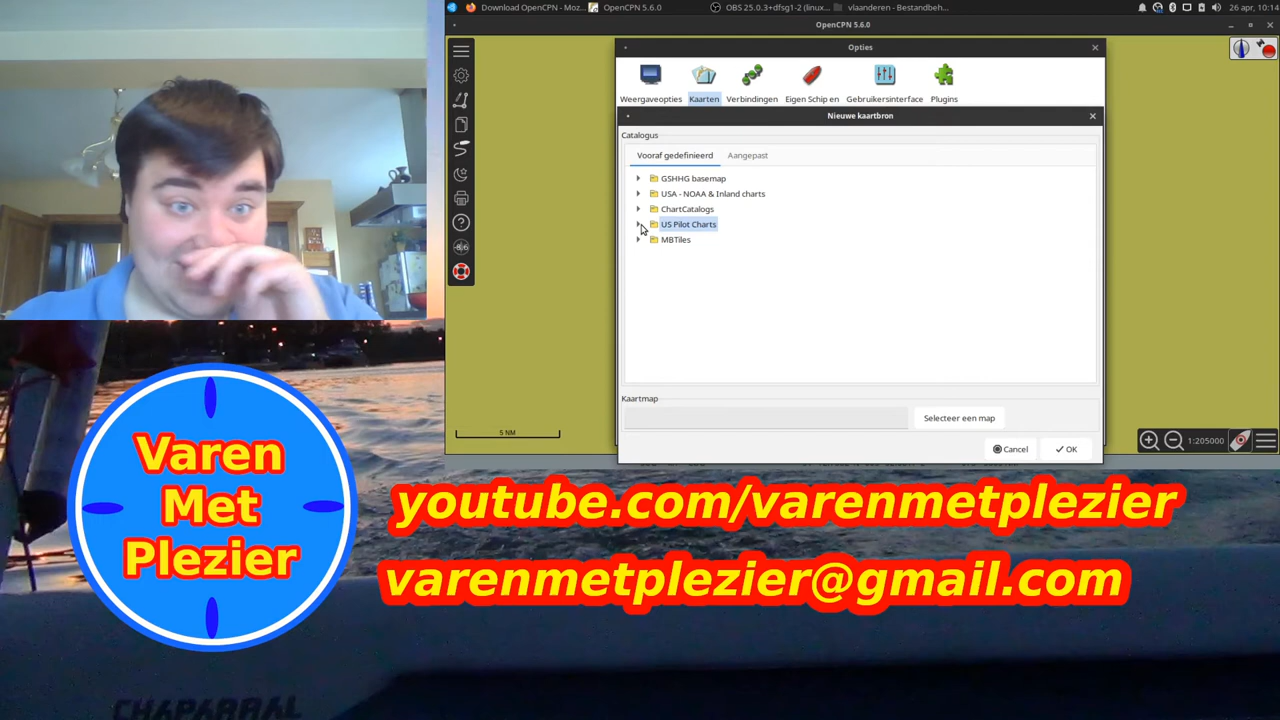 Download OpenCPN - Moz...
OpenCPN 5.6.0
OBS 25.0.3+dfsg1-2 (linux...
vlaanderen - Bestandbeh...
26 apr, 10:14
OpenCPN 5.6.0
Opties
Weergaveopties
Kaarten
Verbindingen
Eigen Schip en
Gebruikersinterface
Plugins
Nieuwe kaartbron
Catalogus
Vooraf gedefinieerd
Aangepast
GSHHG basemap
USA - NOAA & Inland charts
ChartCatalogs
US Pilot Charts
MBTiles
Kaartmap
Selecteer een map
Cancel
OK
5 NM
1:205000
Varen
Met
Plezier
youtube.com/varenmetplezier
varenmetplezier@gmail.com
CHAPARRAL